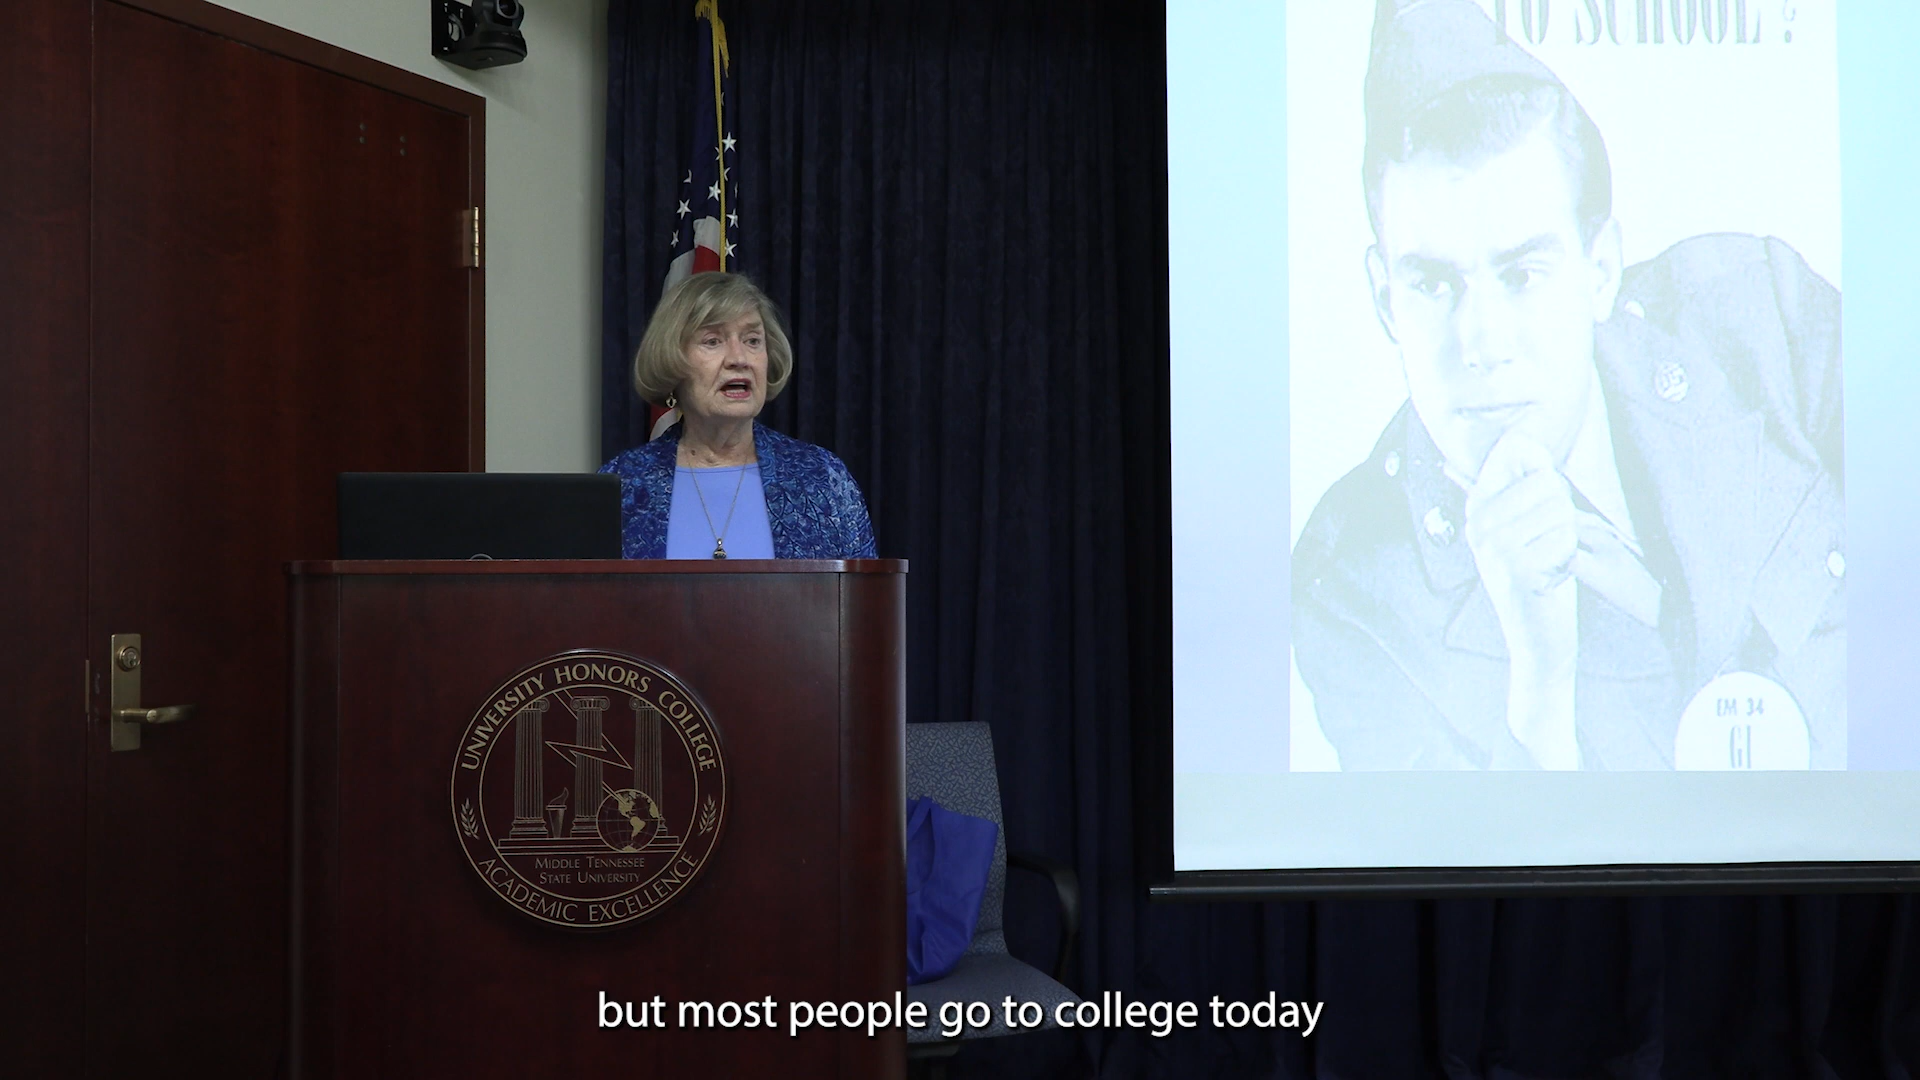 TO SCHOOL?
EM 34
GI
UNIVERSITY HONORS COLLEGE
MIDDLE TENNESSEE
STATE UNIVERSITY
ACADEMIC EXCELLENCE
but most people go to college today